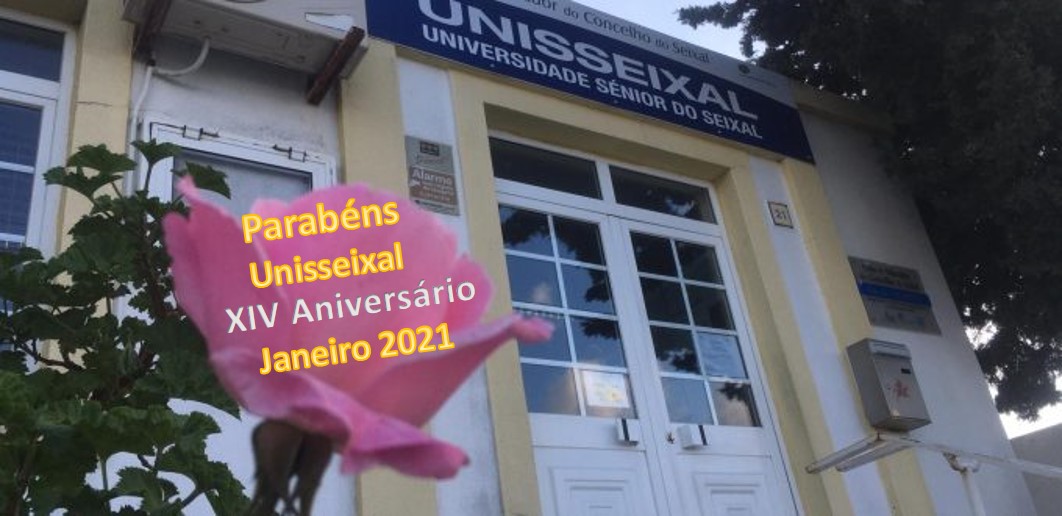 dor do Concelho do Seixal
UNISSEIXAL
UNIVERSIDADE SÉNIOR DO SEIXAL
Alarme
21
Parabéns
Unisseixal
XIV Aniversário
Janeiro 2021